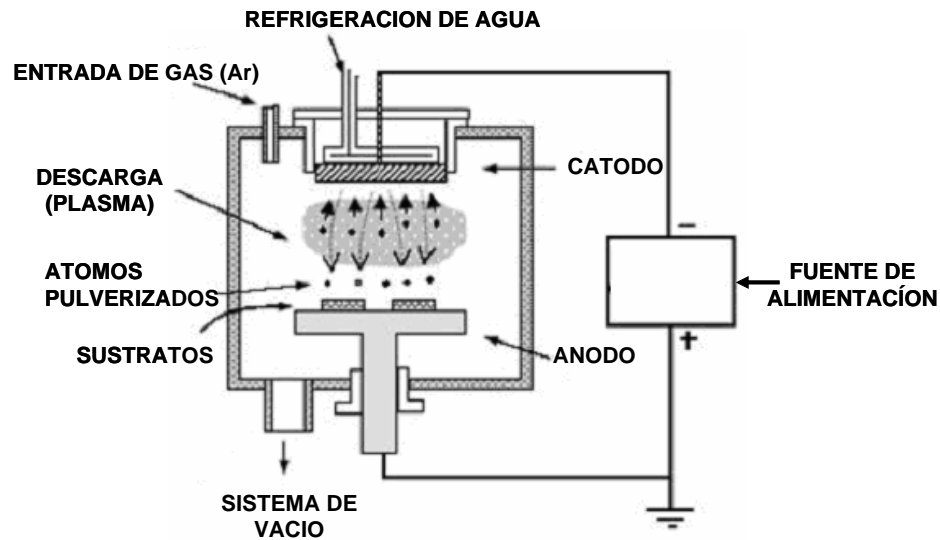 REFRIGERACION DE AGUA
ENTRADA DE GAS (Ar)
CATODO
DESCARGA
(PLASMA)
ATOMOS
PULVERIZADOS
SUSTRATOS
ANODO
−
FUENTE DE
ALIMENTACÍON
+
SISTEMA DE
VACIO